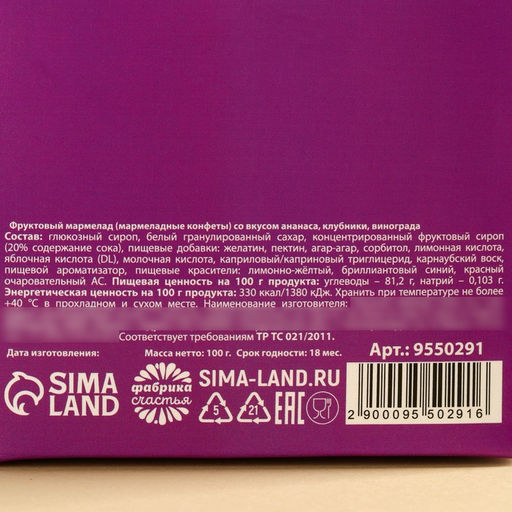 Фруктовый мармелад (мармеладные конфеты) со вкусом ананаса, клубники, винограда
Состав: глюкозный сироп, белый гранулированный сахар, концентрированный фруктовый сироп
(20% содержание сока), пищевые добавки: желатин, пектин, агар-агар, сорбитол, лимонная кислота,
яблочная кислота (DL), молочная кислота, каприловый/каприновый триглицерид, карнаубский воск,
пищевой ароматизатор, пищевые красители: лимонно-жёлтый, бриллиантовый синий, красный
очаровательный АС. Пищевая ценность на 100 г продукта: углеводы – 81,2 г, натрий – 0,103 г.
Энергетическая ценность на 100 г продукта: 330 ккал/1380 кДж. Хранить при температуре не более
+40 °C в прохладном и сухом месте. Наименование изготовителя:
Соответствует требованиям ТР ТС 021/2011.
Дата изготовления: Масса нетто: 100 г. Срок годности: 18 мес. Арт.: 9550291
SIMA LAND
фабрика счастья
SIMA-LAND.RU
5 21 EAC
2 900095 502916